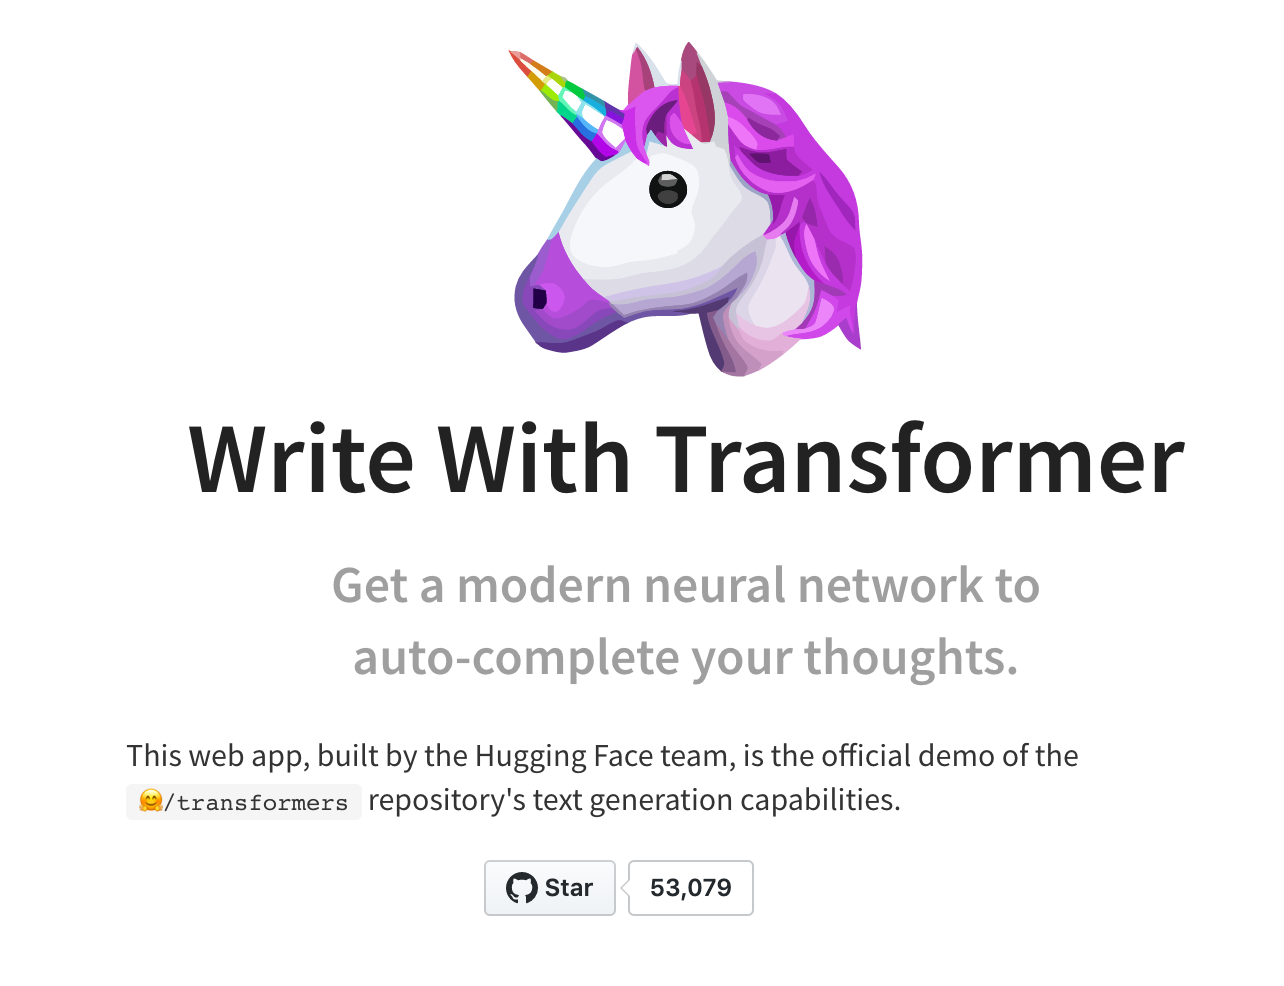 Write With Transformer
Get a modern neural network to
auto-complete your thoughts.
This web app, built by the Hugging Face team, is the official demo of the
🤗/transformers repository's text generation capabilities.
Star 53,079